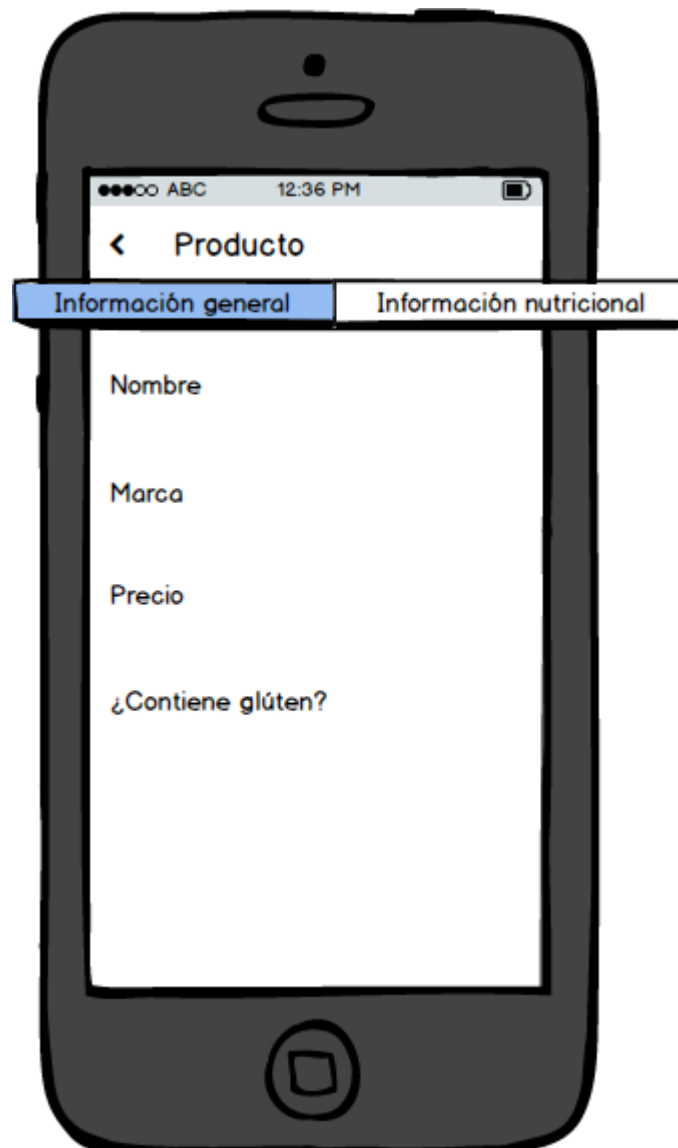 ABC 12:36 PM
Producto
Información general Información nutricional
Nombre
Marca
Precio
¿Contiene glúten?